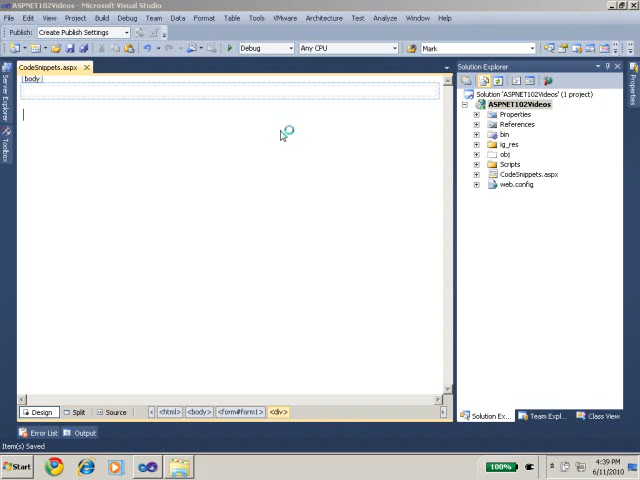 ASPNET102Videos - Microsoft Visual Studio
File Edit View Project Build Debug Team Data Format Table Tools VMware Architecture Test Analyze Window Help
Publish: Create Publish Settings
Debug Any CPU Mark
CodeSnippets.aspx
body
Server Explorer
Toolbox
Solution Explorer
Solution 'ASPNET102Videos' (1 project)
ASPNET102Videos
Properties
References
bin
ig_res
obj
Scripts
CodeSnippets.aspx
web.config
Properties
Design Split Source <html> <body> <form#form1> <div>
Solution Ex... Team Expl... Class View
Error List Output
Item(s) Saved
Start 100% 4:39 PM
6/11/2010